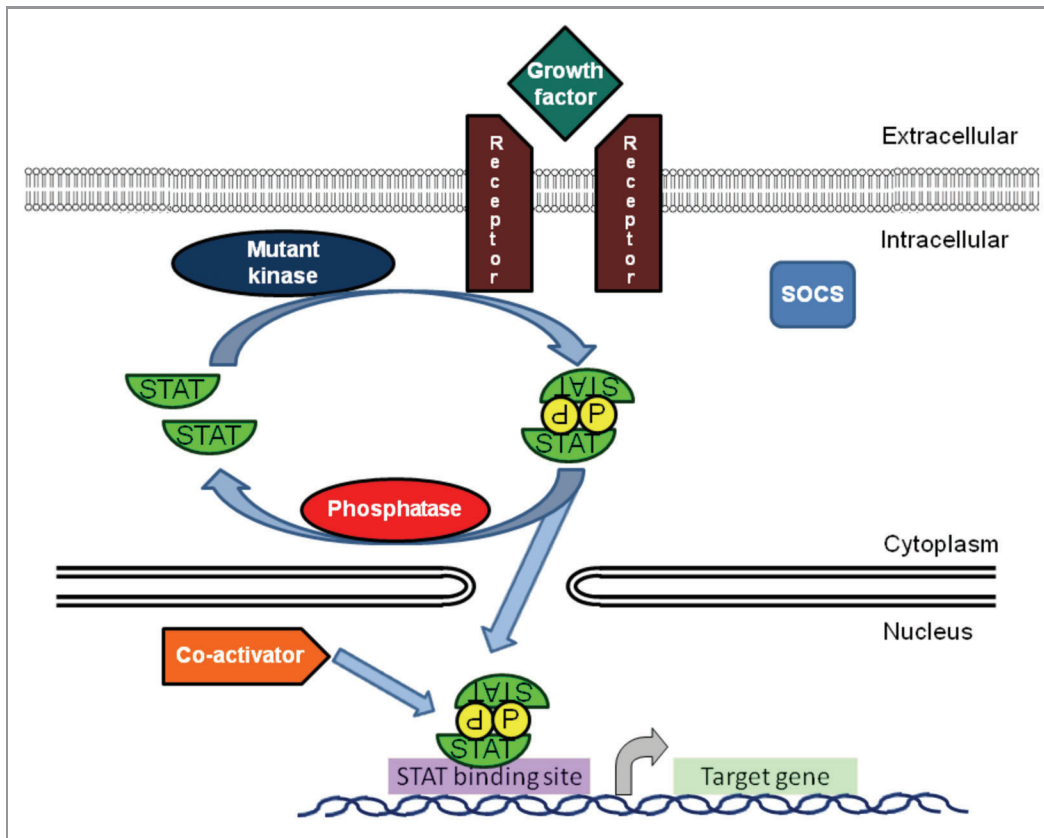 Growth
factor
Receptor
Receptor
Extracellular
Intracellular
Mutant
kinase
SOCS
STAT
STAT
STAT
P
P
STAT
Phosphatase
Cytoplasm
Nucleus
Co-activator
STAT
P
P
STAT
STAT binding site
Target gene